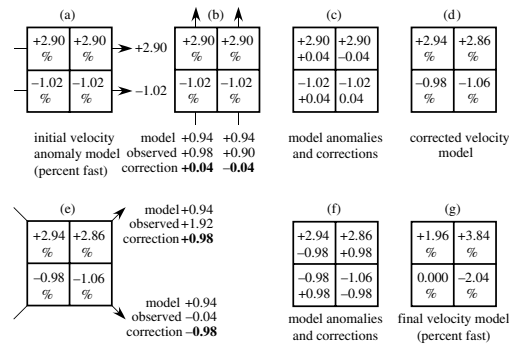 (a)
+2.90 +2.90
% %
→ +2.90
−1.02 −1.02
% %
→ −1.02
initial velocity
anomaly model
(percent fast)
(b)
+2.90 +2.90
% %
−1.02 −1.02
% %
model +0.94 +0.94
observed +0.98 +0.90
correction +0.04 −0.04
(c)
+2.90 +2.90
+0.04 −0.04
−1.02 −1.02
+0.04 0.04
model anomalies
and corrections
(d)
+2.94 +2.86
% %
−0.98 −1.06
% %
corrected velocity
model
(e)
+2.94 +2.86
% %
−0.98 −1.06
% %
model +0.94
observed +1.92
correction +0.98
model +0.94
observed −0.04
correction −0.98
(f)
+2.94 +2.86
−0.98 +0.98
−0.98 −1.06
+0.98 −0.98
model anomalies
and corrections
(g)
+1.96 +3.84
% %
0.000 −2.04
% %
final velocity model
(percent fast)